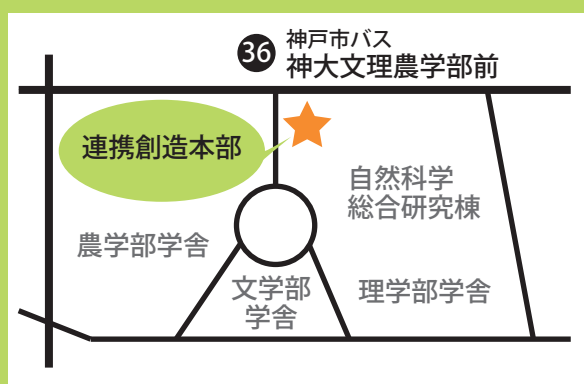 36
神戸市バス
神大文理農学部前
連携創造本部
自然科学
総合研究棟
農学部学舎
文学部
学舎
理学部学舎